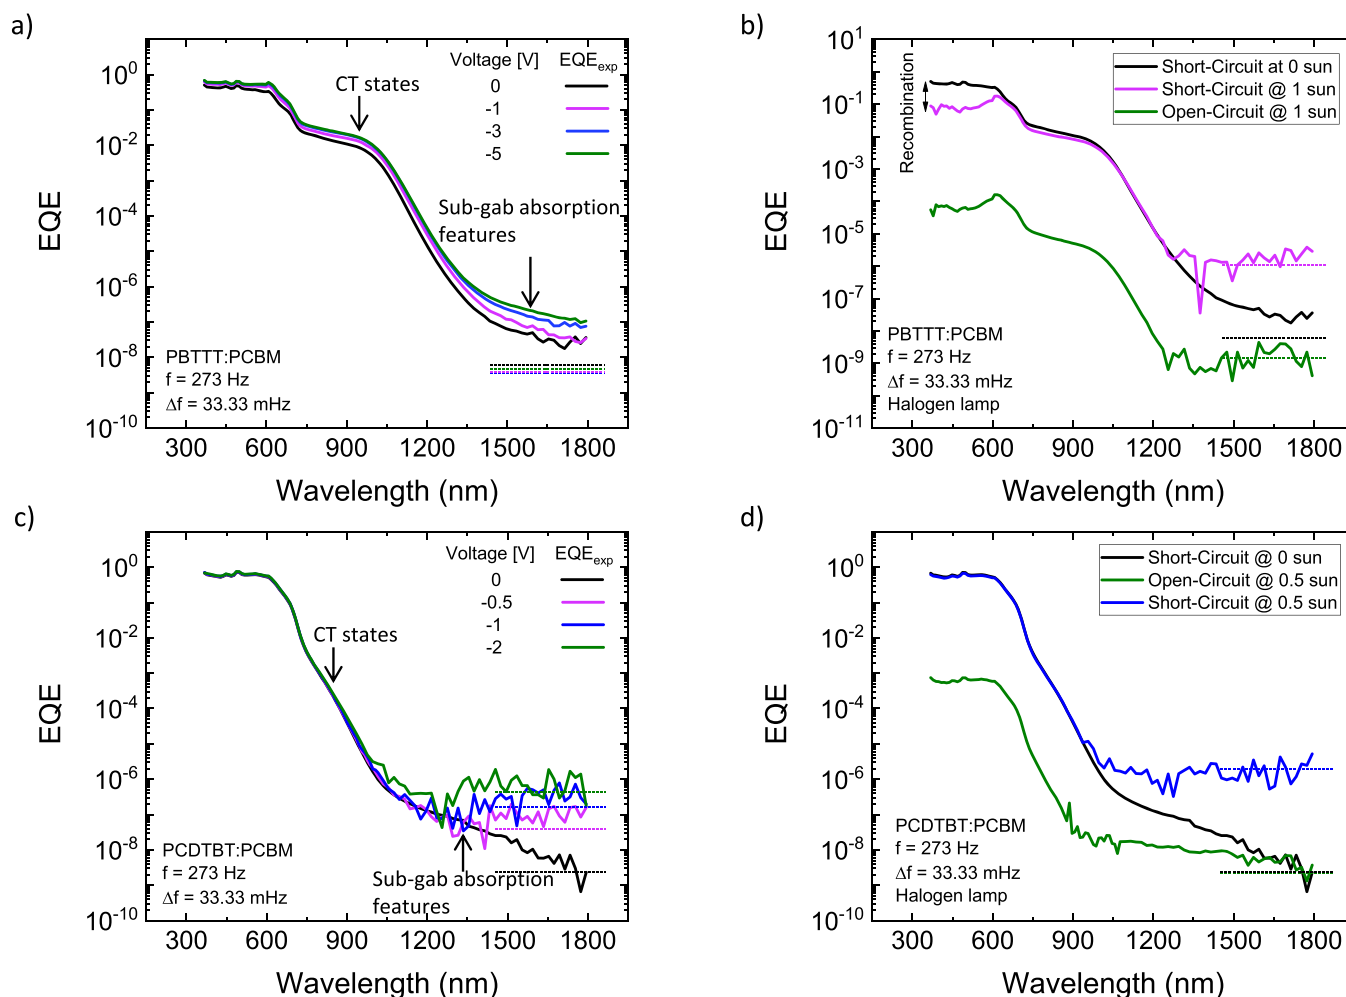 a)
Voltage [V] EQEexp
0
-1
-3
-5
CT states
Sub-gab absorption
features
PBTTT:PCBM
f = 273 Hz
Δf = 33.33 mHz
10^0
10^-2
10^-4
10^-6
10^-8
10^-10
EQE
300 600 900 1200 1500 1800
Wavelength (nm)
b)
Short-Circuit at 0 sun
Short-Circuit @ 1 sun
Open-Circuit @ 1 sun
Recombination
PBTTT:PCBM
f = 273 Hz
Δf = 33.33 mHz
Halogen lamp
10^1
10^-1
10^-3
10^-5
10^-7
10^-9
10^-11
EQE
300 600 900 1200 1500 1800
Wavelength (nm)
c)
Voltage [V] EQEexp
0
-0.5
-1
-2
CT states
Sub-gab absorption
features
PCDTBT:PCBM
f = 273 Hz
Δf = 33.33 mHz
10^0
10^-2
10^-4
10^-6
10^-8
10^-10
EQE
300 600 900 1200 1500 1800
Wavelength (nm)
d)
Short-Circuit @ 0 sun
Open-Circuit @ 0.5 sun
Short-Circuit @ 0.5 sun
PCDTBT:PCBM
f = 273 Hz
Δf = 33.33 mHz
Halogen lamp
10^0
10^-2
10^-4
10^-6
10^-8
10^-10
EQE
300 600 900 1200 1500 1800
Wavelength (nm)